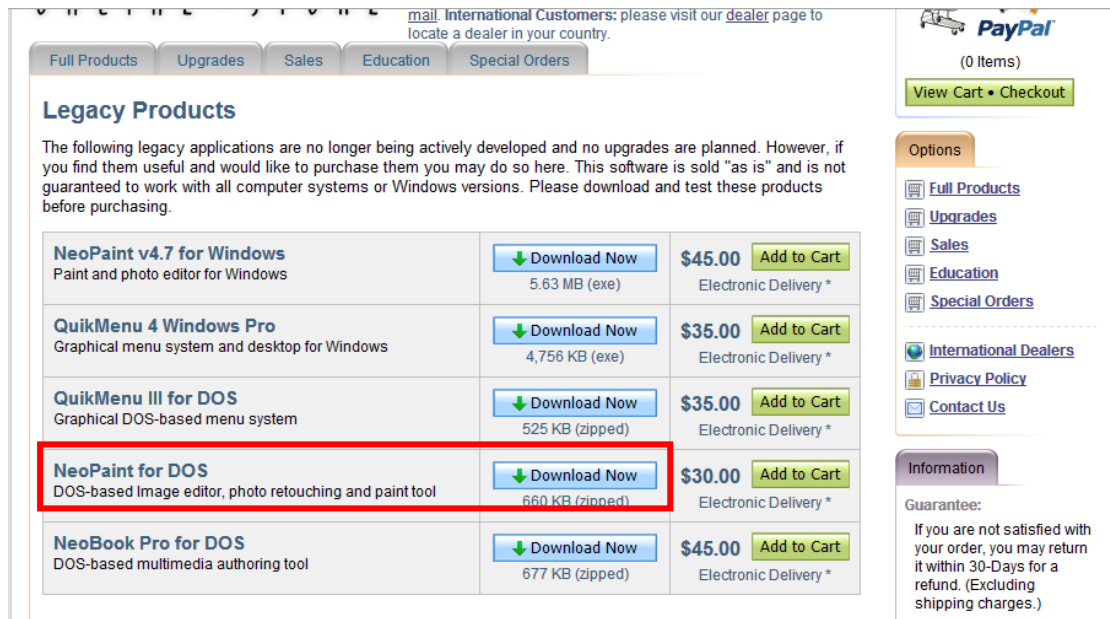 mail. International Customers: please visit our dealer page to
locate a dealer in your country.
Full Products Upgrades Sales Education Special Orders
Legacy Products
The following legacy applications are no longer being actively developed and no upgrades are planned. However, if
you find them useful and would like to purchase them you may do so here. This software is sold "as is" and is not
guaranteed to work with all computer systems or Windows versions. Please download and test these products
before purchasing.
NeoPaint v4.7 for Windows
Paint and photo editor for Windows
Download Now
5.63 MB (exe)
$45.00 Add to Cart
Electronic Delivery *
QuikMenu 4 Windows Pro
Graphical menu system and desktop for Windows
Download Now
4,756 KB (exe)
$35.00 Add to Cart
Electronic Delivery *
QuikMenu III for DOS
Graphical DOS-based menu system
Download Now
525 KB (zipped)
$35.00 Add to Cart
Electronic Delivery *
NeoPaint for DOS
DOS-based Image editor, photo retouching and paint tool
Download Now
660 KB (zipped)
$30.00 Add to Cart
Electronic Delivery *
NeoBook Pro for DOS
DOS-based multimedia authoring tool
Download Now
677 KB (zipped)
$45.00 Add to Cart
Electronic Delivery *
PayPal
(0 Items)
View Cart • Checkout
Options
Full Products
Upgrades
Sales
Education
Special Orders
International Dealers
Privacy Policy
Contact Us
Information
Guarantee:
If you are not satisfied with
your order, you may return
it within 30-Days for a
refund. (Excluding
shipping charges.)